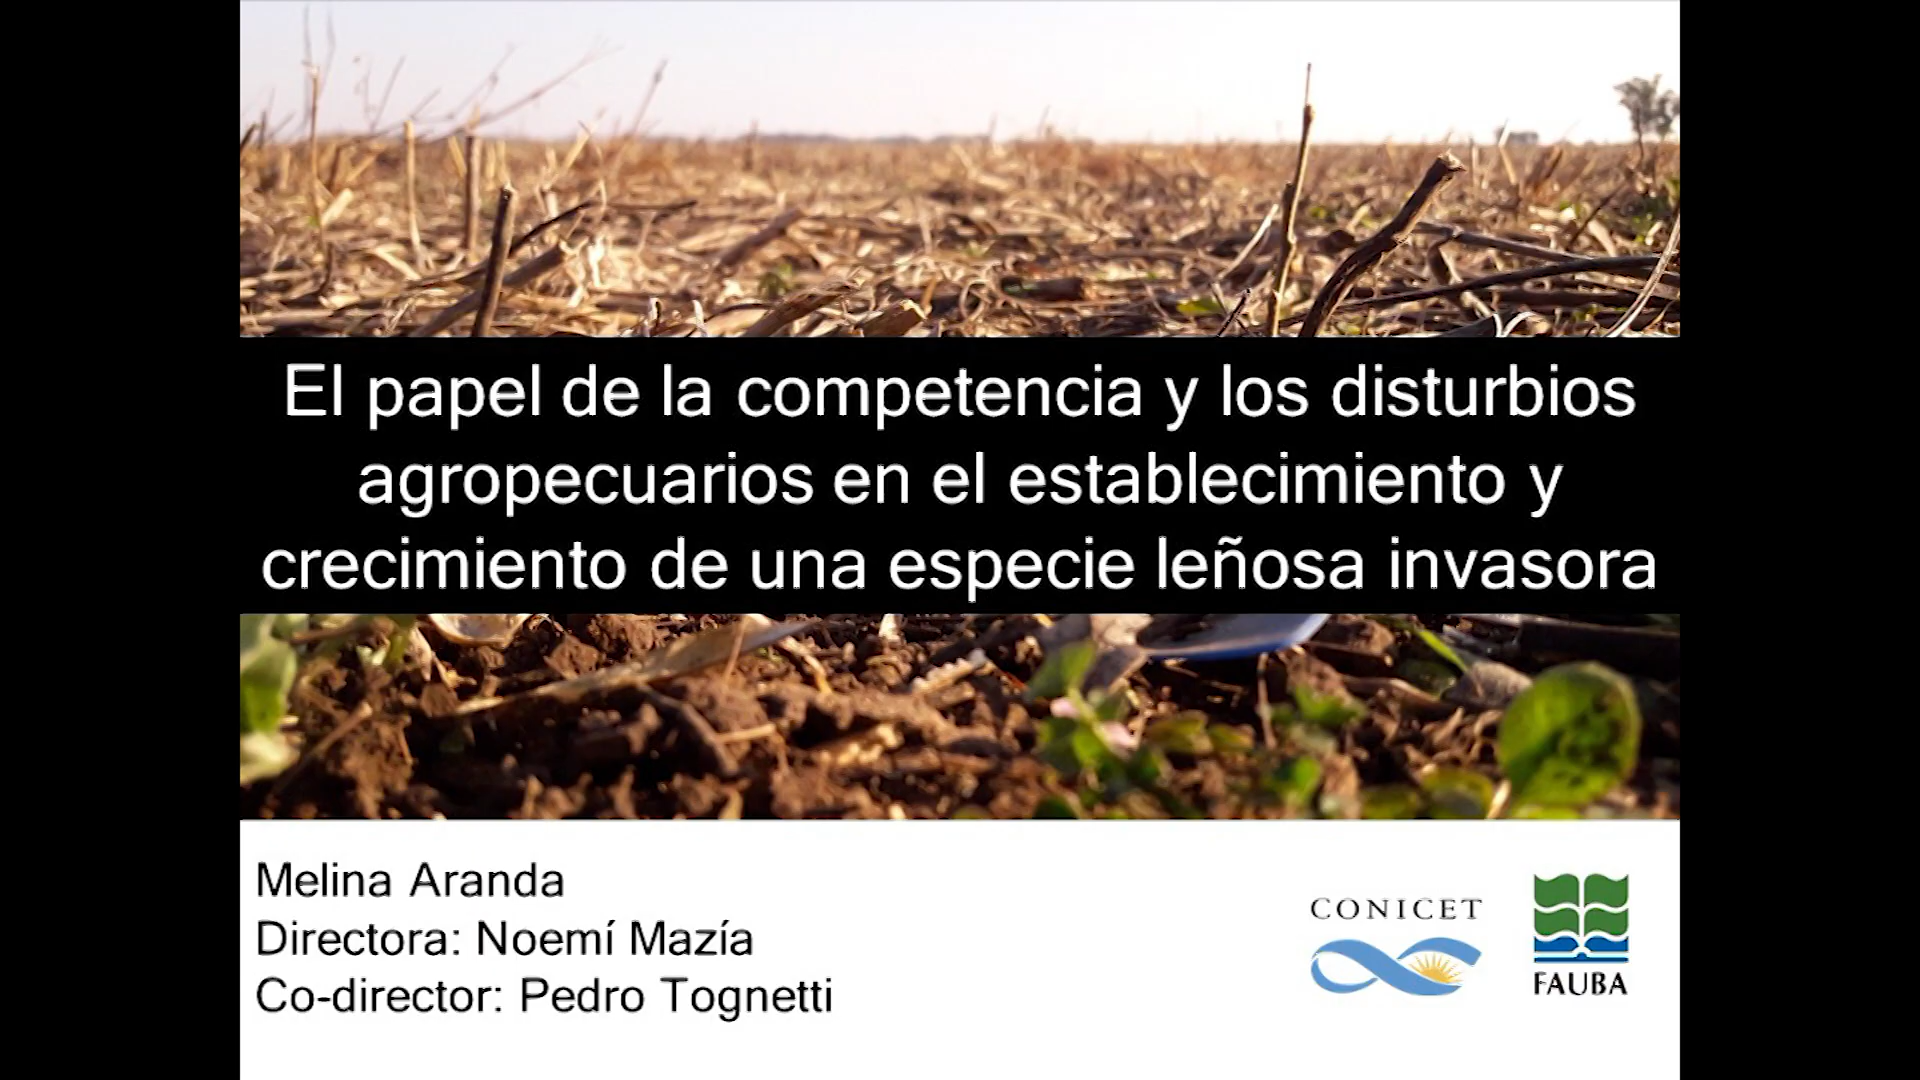 El papel de la competencia y los disturbios
agropecuarios en el establecimiento y
crecimiento de una especie leñosa invasora
Melina Aranda
Directora: Noemí Mazía
Co-director: Pedro Tognetti
CONICET
FAUBA